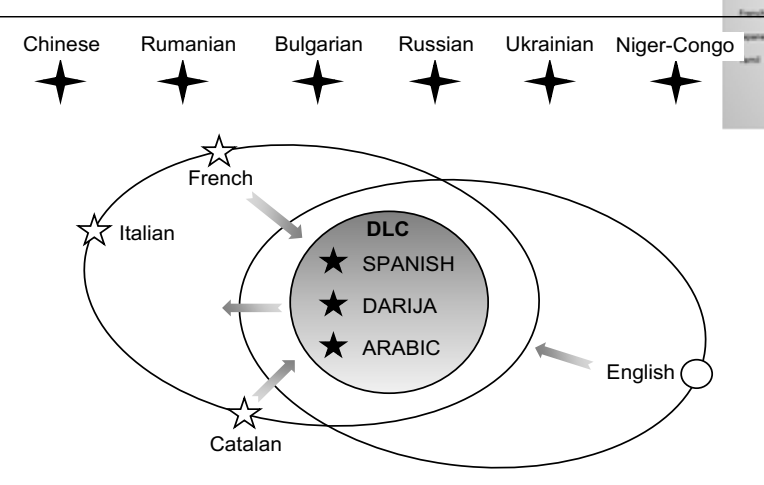 Chinese Rumanian Bulgarian Russian Ukrainian Niger-Congo
French
Italian
DLC
SPANISH
DARIJA
ARABIC
English
Catalan